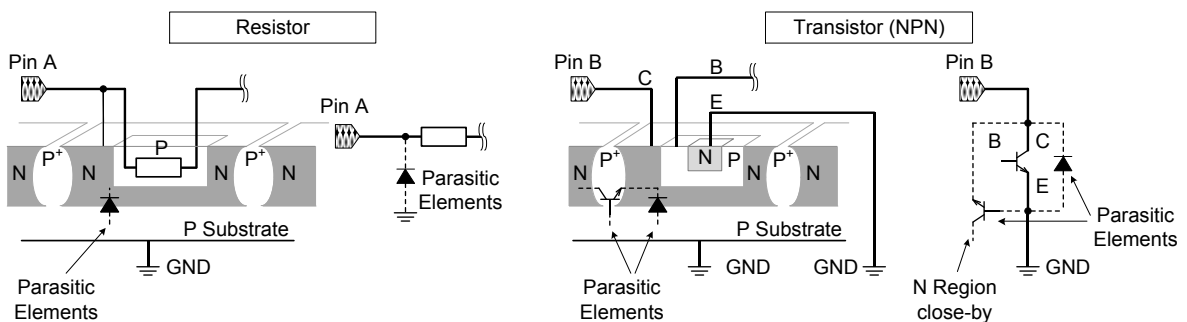 Resistor
Pin A
N
P+
N
P
N
P+
N
P Substrate
GND
Parasitic
Elements
Pin A
Parasitic
Elements
Transistor (NPN)
Pin B
C
B
E
N
P+
N
N
P
N
P+
N
P Substrate
GND
GND
Parasitic
Elements
Pin B
B
C
E
Parasitic
Elements
GND
N Region
close-by